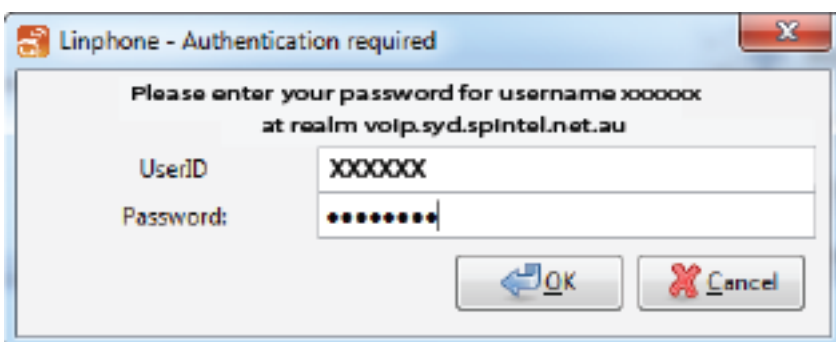 Linphone - Authentication required
Please enter your password for username xxxxxx
at realm voip.syd.spintel.net.au
UserID XXXXXX
Password: ••••••••
OK Cancel